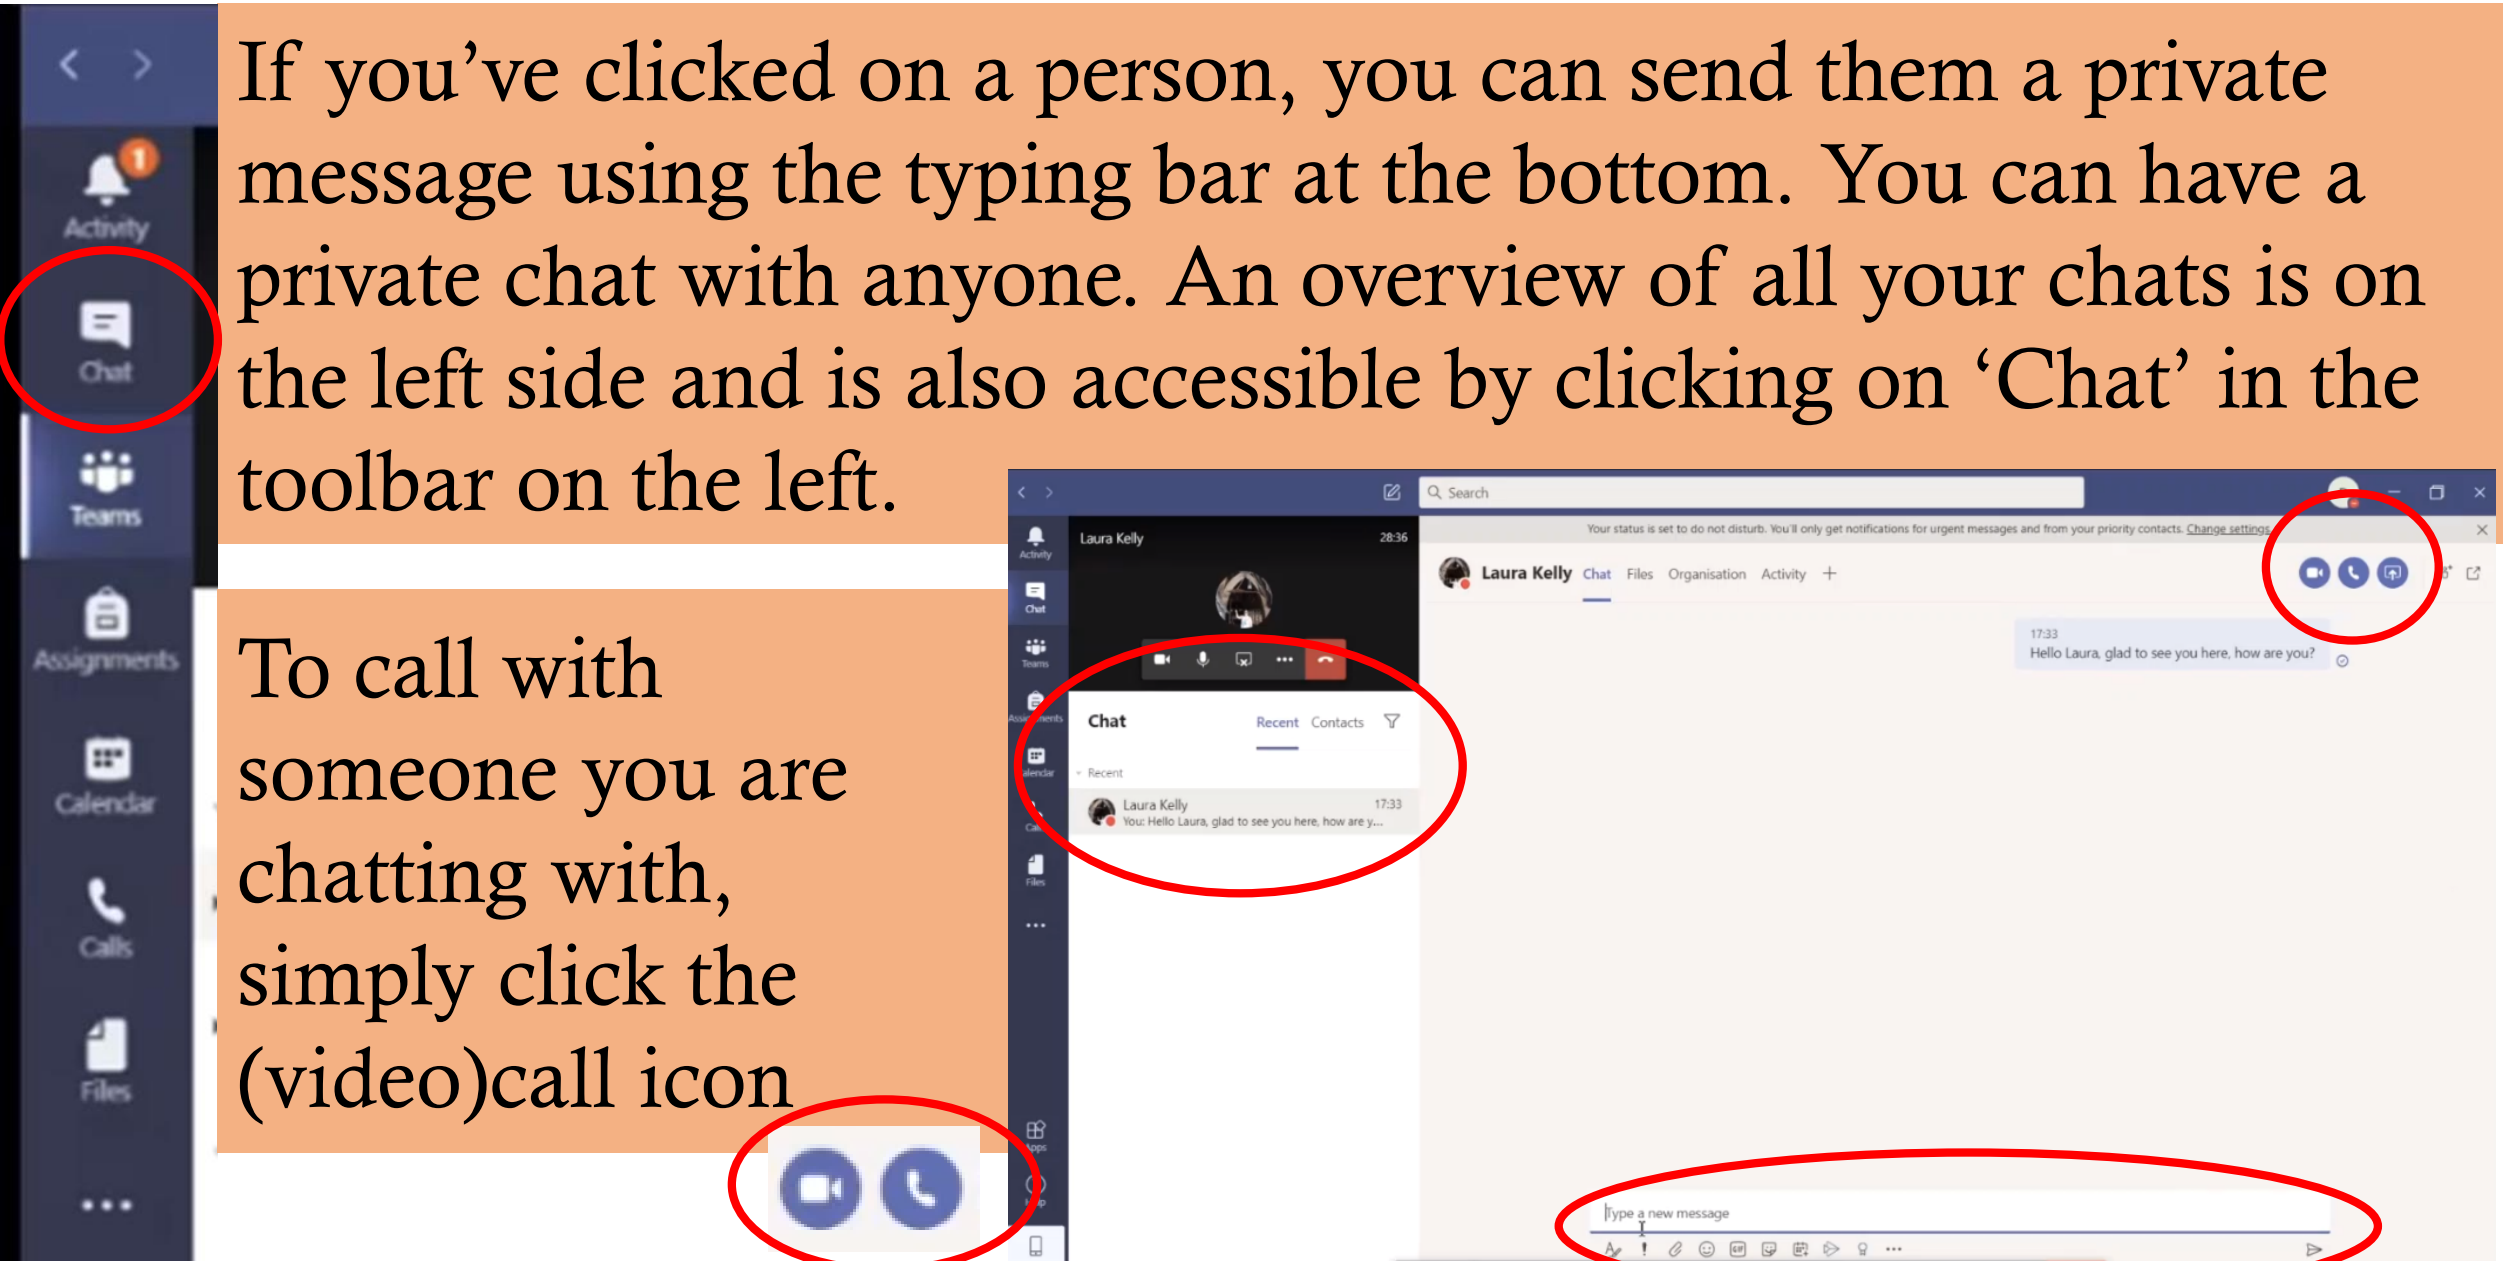 If you’ve clicked on a person, you can send them a private
message using the typing bar at the bottom. You can have a
private chat with anyone. An overview of all your chats is on
the left side and is also accessible by clicking on ‘Chat’ in the
toolbar on the left.
To call with
someone you are
chatting with,
simply click the
(video)call icon
1
Activity
Chat
Teams
Assignments
Calendar
Calls
Files
Search
Your status is set to do not disturb. You'll only get notifications for urgent messages and from your priority contacts. Change settings
Activity
Chat
Teams
Files
Laura Kelly 28:36
Chat Recent Contacts
Recent
Laura Kelly 17:33
You: Hello Laura, glad to see you here, how are y...
Laura Kelly Chat Files Organisation Activity
17:33
Hello Laura, glad to see you here, how are you?
Type a new message
GIF